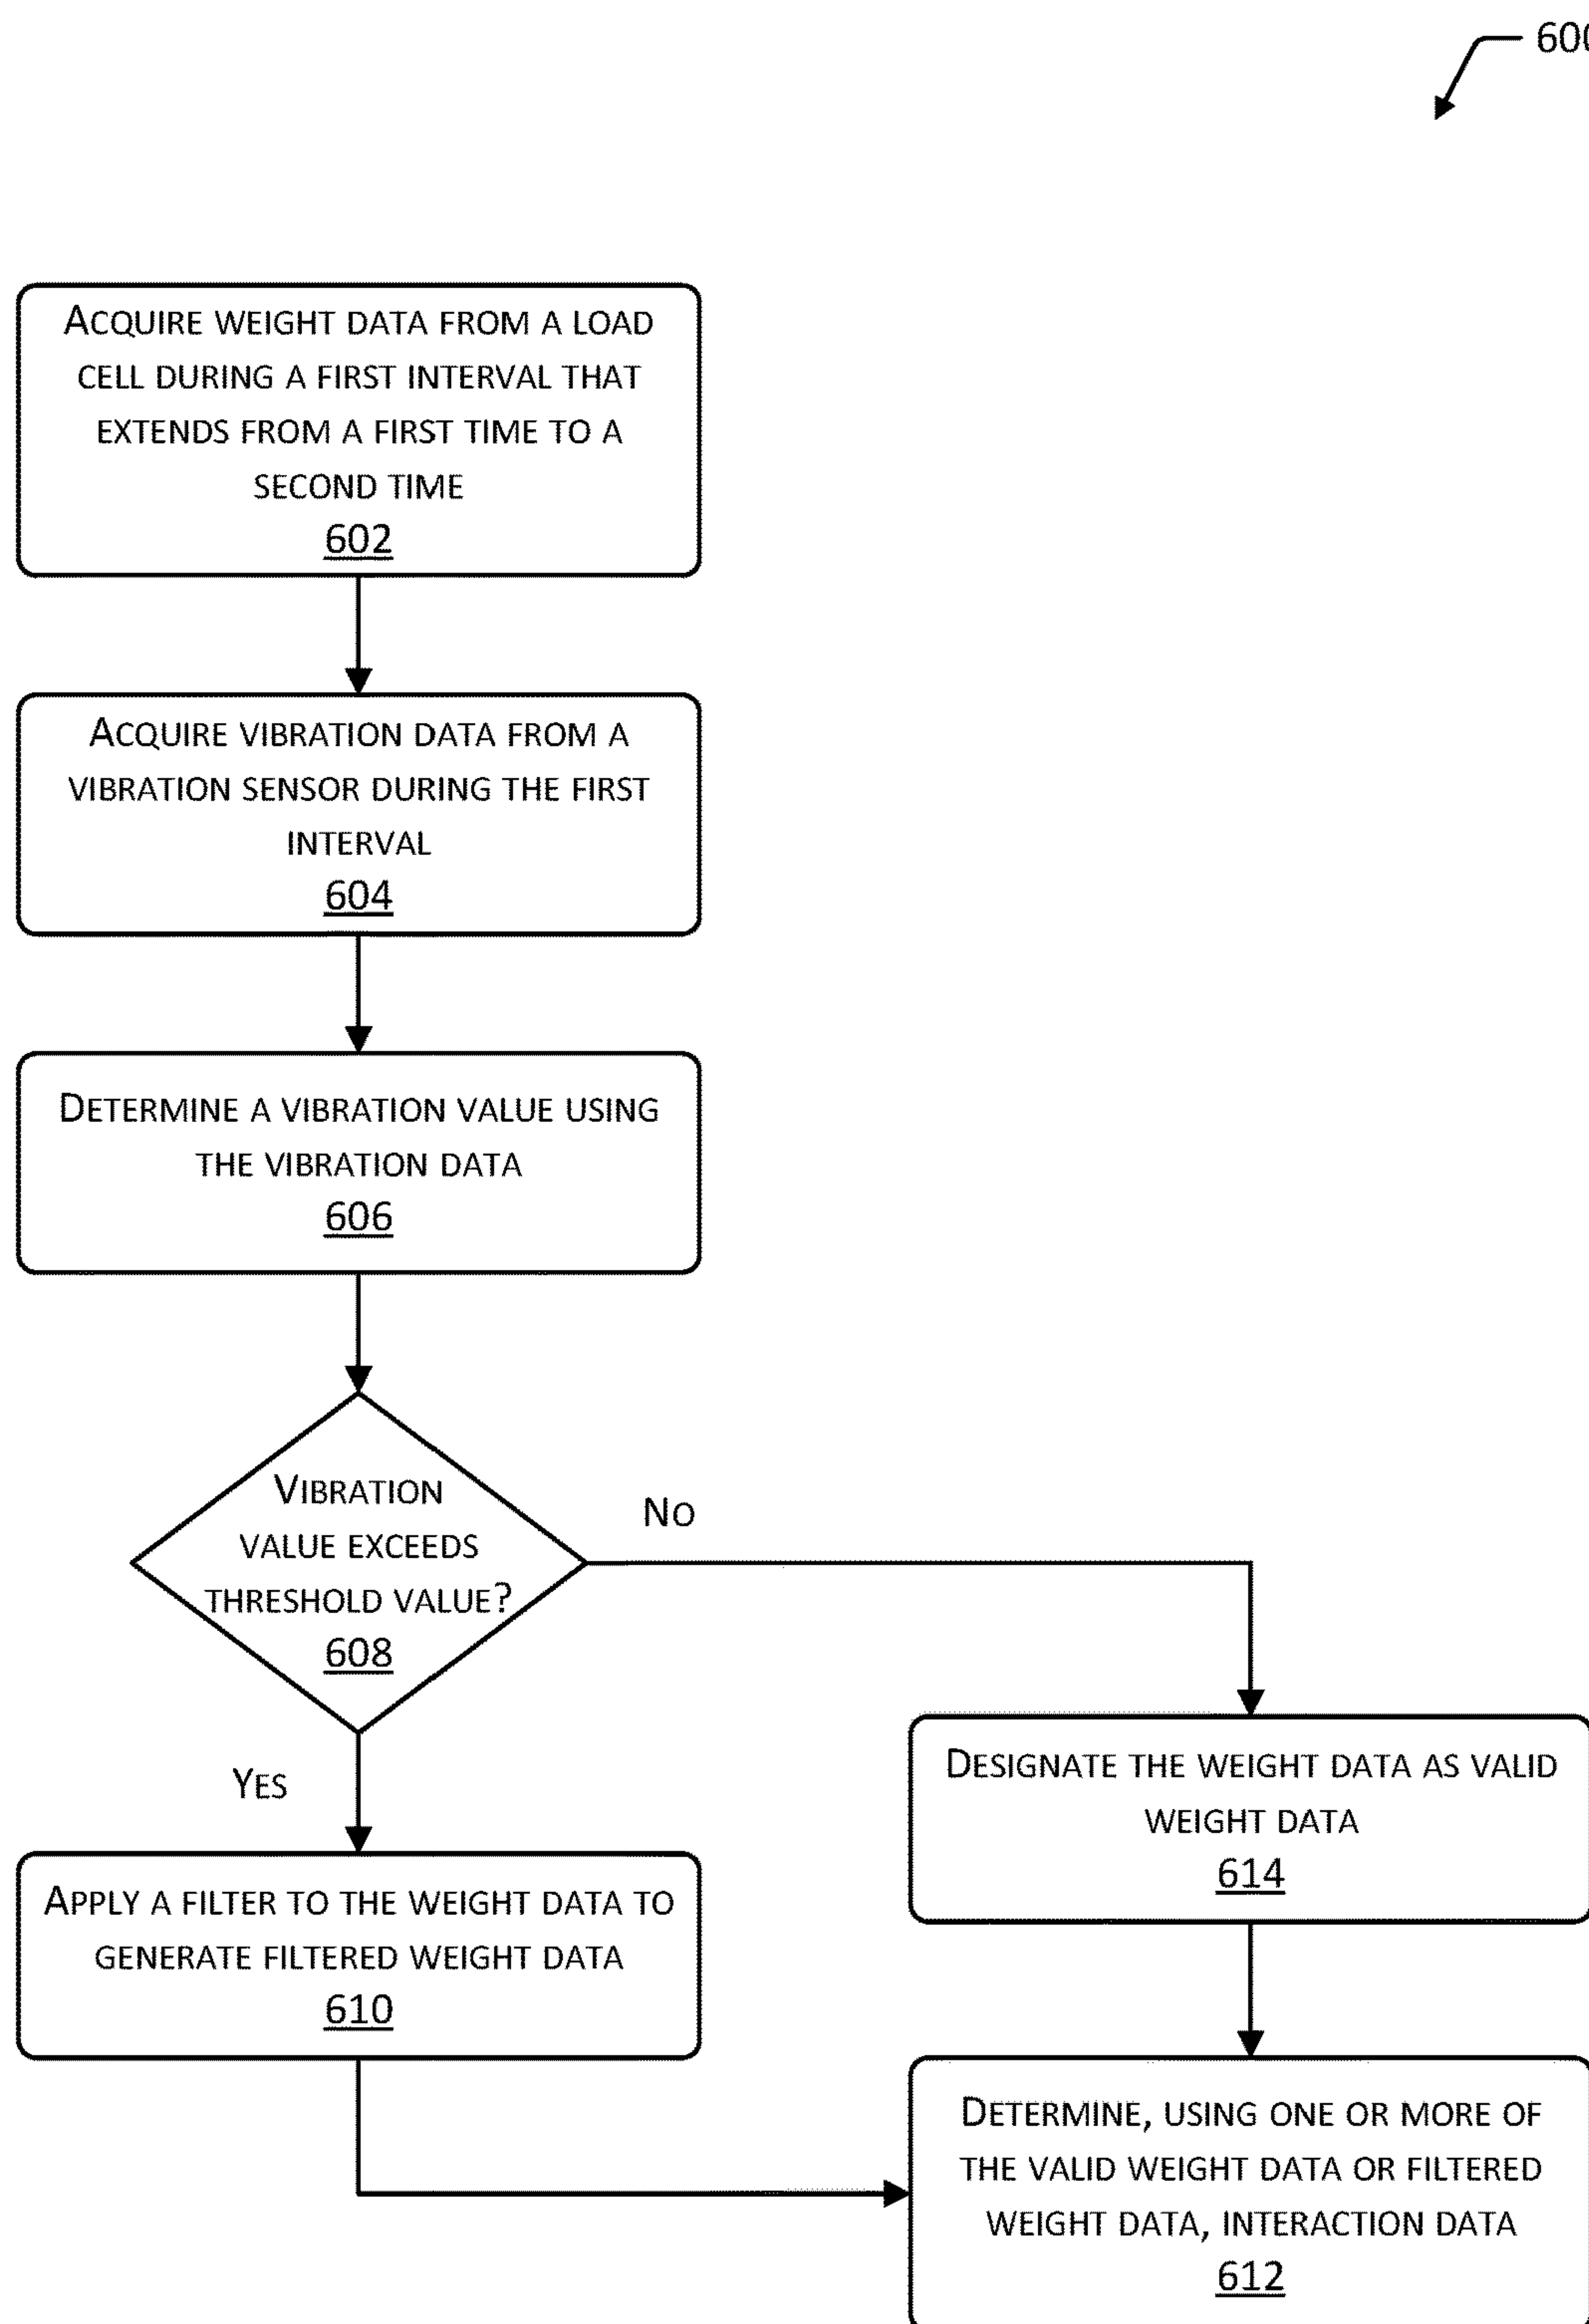 600
ACQUIRE WEIGHT DATA FROM A LOAD
CELL DURING A FIRST INTERVAL THAT
EXTENDS FROM A FIRST TIME TO A
SECOND TIME
602
ACQUIRE VIBRATION DATA FROM A
VIBRATION SENSOR DURING THE FIRST
INTERVAL
604
DETERMINE A VIBRATION VALUE USING
THE VIBRATION DATA
606
VIBRATION
VALUE EXCEEDS
THRESHOLD VALUE?
608
NO
YES
DESIGNATE THE WEIGHT DATA AS VALID
WEIGHT DATA
614
APPLY A FILTER TO THE WEIGHT DATA TO
GENERATE FILTERED WEIGHT DATA
610
DETERMINE, USING ONE OR MORE OF
THE VALID WEIGHT DATA OR FILTERED
WEIGHT DATA, INTERACTION DATA
612